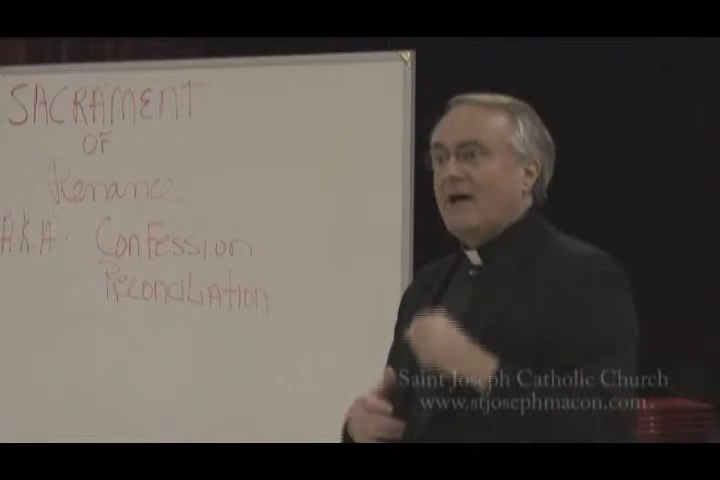 SACRAMENT
OF
Penance
A.K.A. Confession
Reconciliation
Saint Joseph Catholic Church
www.stjosephmacon.com